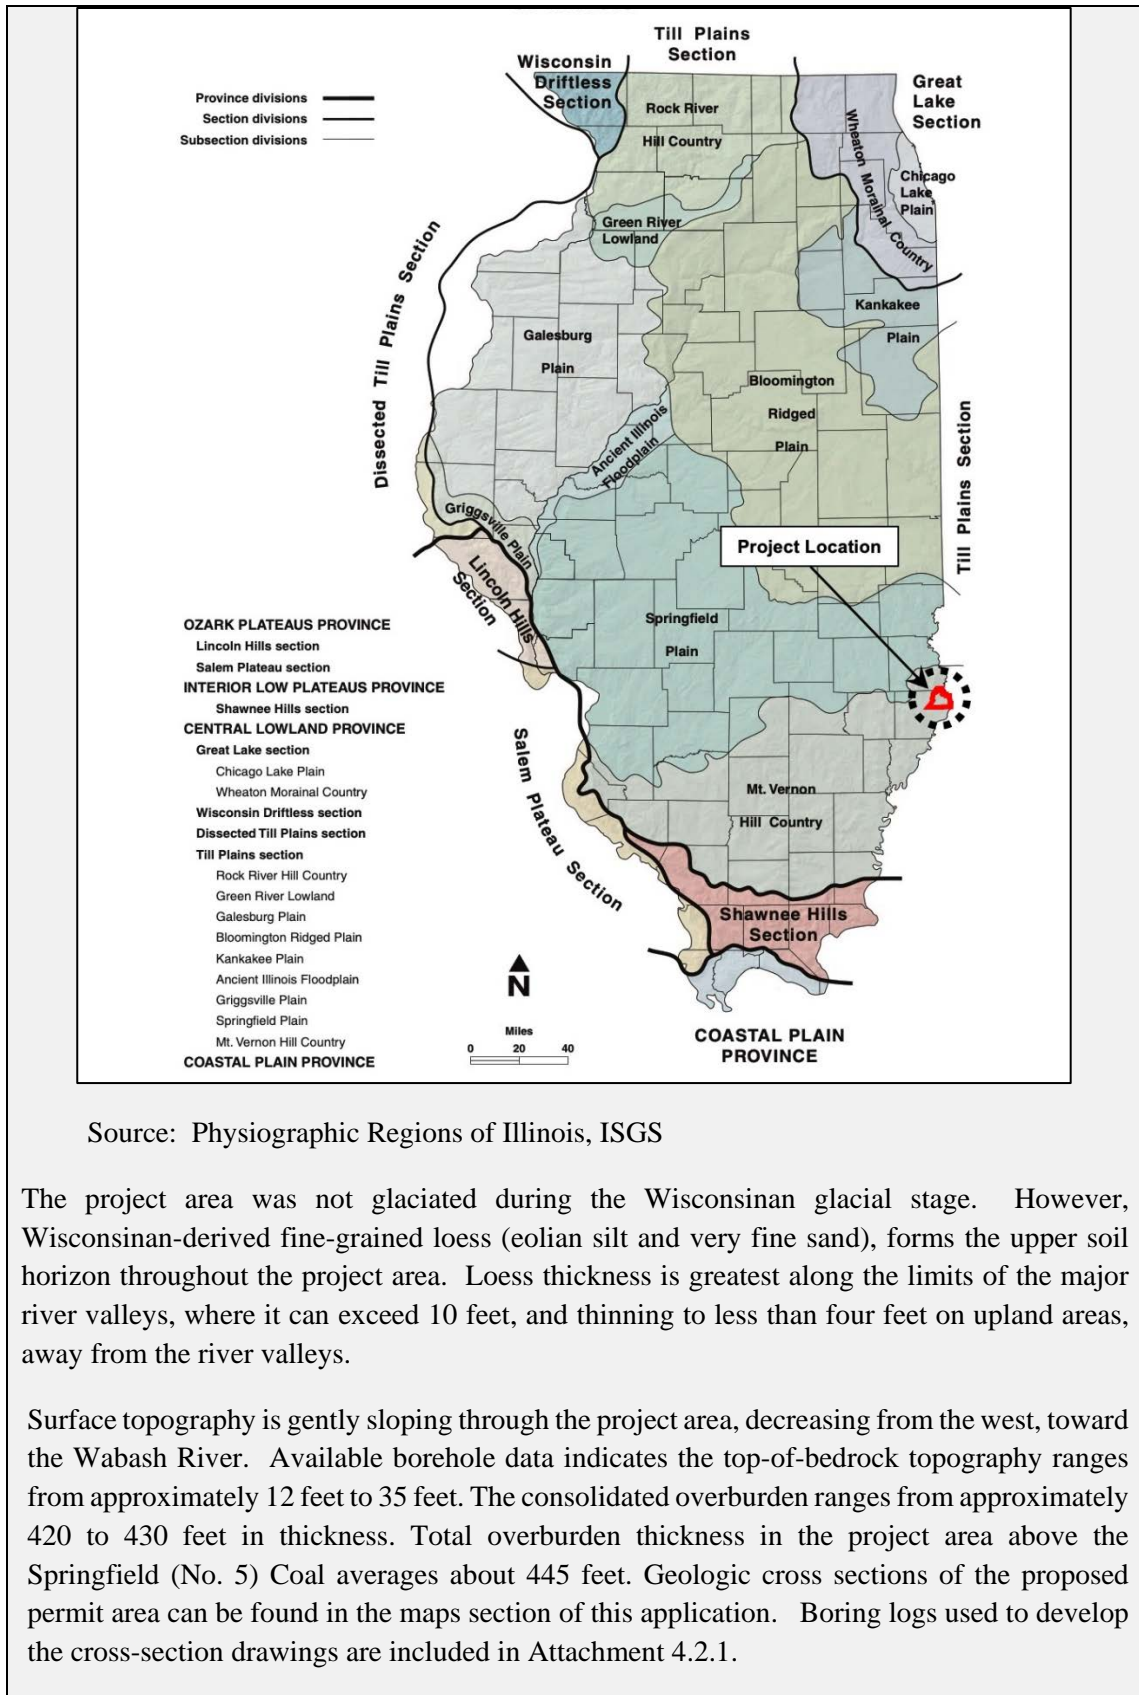 Till Plains
Section
Wisconsin
Driftless
Section
Great
Lake
Section
Province divisions
Section divisions
Subsection divisions
Rock River
Hill Country
Wheaton Morainal Country
Chicago
Lake
Plain
Green River
Lowland
Dissected Till Plains Section
Kankakee
Plain
Galesburg
Plain
Bloomington
Ridged
Plain
Ancient Illinois
Floodplain
Till Plains Section
Griggsville Plain
Project Location
Lincoln Hills
Section
Springfield
Plain
OZARK PLATEAUS PROVINCE
Lincoln Hills section
Salem Plateau section
INTERIOR LOW PLATEAUS PROVINCE
Shawnee Hills section
CENTRAL LOWLAND PROVINCE
Great Lake section
Chicago Lake Plain
Wheaton Morainal Country
Wisconsin Driftless section
Dissected Till Plains section
Till Plains section
Rock River Hill Country
Green River Lowland
Galesburg Plain
Bloomington Ridged Plain
Kankakee Plain
Ancient Illinois Floodplain
Griggsville Plain
Springfield Plain
Mt. Vernon Hill Country
COASTAL PLAIN PROVINCE
Salem Plateau Section
Mt. Vernon
Hill Country
Shawnee Hills
Section
N
Miles
0 20 40
COASTAL PLAIN
PROVINCE
Source: Physiographic Regions of Illinois, ISGS
The project area was not glaciated during the Wisconsinan glacial stage. However,
Wisconsinan-derived fine-grained loess (eolian silt and very fine sand), forms the upper soil
horizon throughout the project area. Loess thickness is greatest along the limits of the major
river valleys, where it can exceed 10 feet, and thinning to less than four feet on upland areas,
away from the river valleys.
Surface topography is gently sloping through the project area, decreasing from the west, toward
the Wabash River. Available borehole data indicates the top-of-bedrock topography ranges
from approximately 12 feet to 35 feet. The consolidated overburden ranges from approximately
420 to 430 feet in thickness. Total overburden thickness in the project area above the
Springfield (No. 5) Coal averages about 445 feet. Geologic cross sections of the proposed
permit area can be found in the maps section of this application. Boring logs used to develop
the cross-section drawings are included in Attachment 4.2.1.